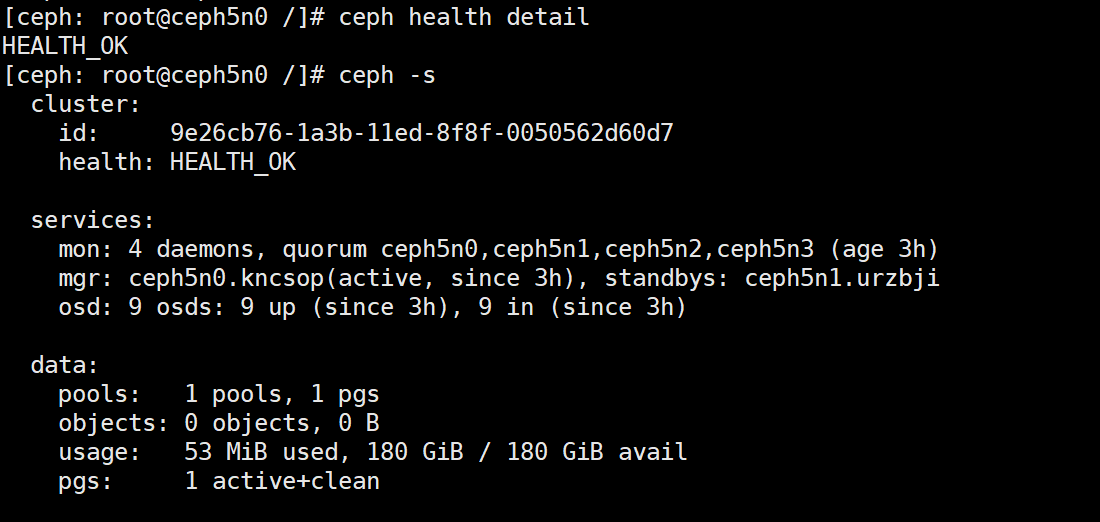 [ceph: root@ceph5n0 /]# ceph health detail
HEALTH_OK
[ceph: root@ceph5n0 /]# ceph -s
  cluster:
    id:     9e26cb76-1a3b-11ed-8f8f-0050562d60d7
    health: HEALTH_OK

  services:
    mon: 4 daemons, quorum ceph5n0,ceph5n1,ceph5n2,ceph5n3 (age 3h)
    mgr: ceph5n0.kncsop(active, since 3h), standbys: ceph5n1.urzbji
    osd: 9 osds: 9 up (since 3h), 9 in (since 3h)

  data:
    pools:   1 pools, 1 pgs
    objects: 0 objects, 0 B
    usage:   53 MiB used, 180 GiB / 180 GiB avail
    pgs:     1 active+clean